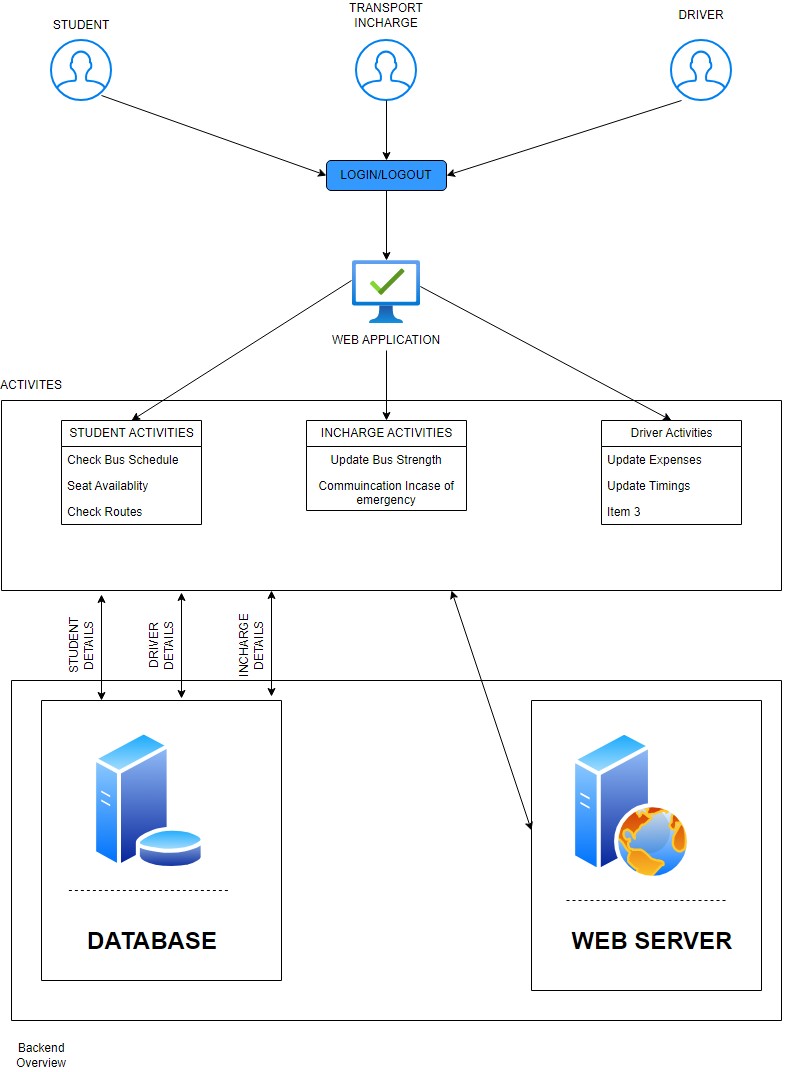 STUDENT
TRANSPORT
INCHARGE
DRIVER
LOGIN/LOGOUT
WEB APPLICATION
ACTIVITES
STUDENT ACTIVITIES
Check Bus Schedule
Seat Availablity
Check Routes
INCHARGE ACTIVITIES
Update Bus Strength
Commuincation Incase of
emergency
Driver Activities
Update Expenses
Update Timings
Item 3
STUDENT
DETAILS
DRIVER
DETAILS
INCHARGE
DETAILS
DATABASE
WEB SERVER
Backend
Overview